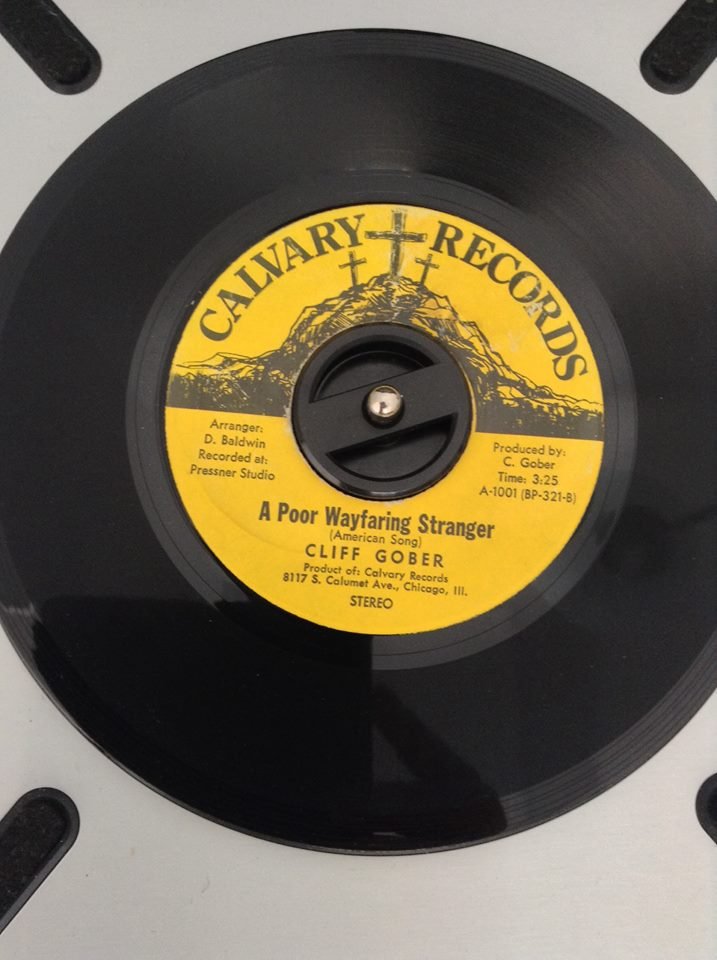 CALVARY RECORDS
Arranger:
D. Baldwin
Recorded at:
Pressner Studio
Produced by:
C. Gober
Time: 3:25
A-1001 (BP-321-B)
A Poor Wayfaring Stranger
(American Song)
CLIFF GOBER
Product of: Calvary Records
8117 S. Calumet Ave., Chicago, Ill.
STEREO